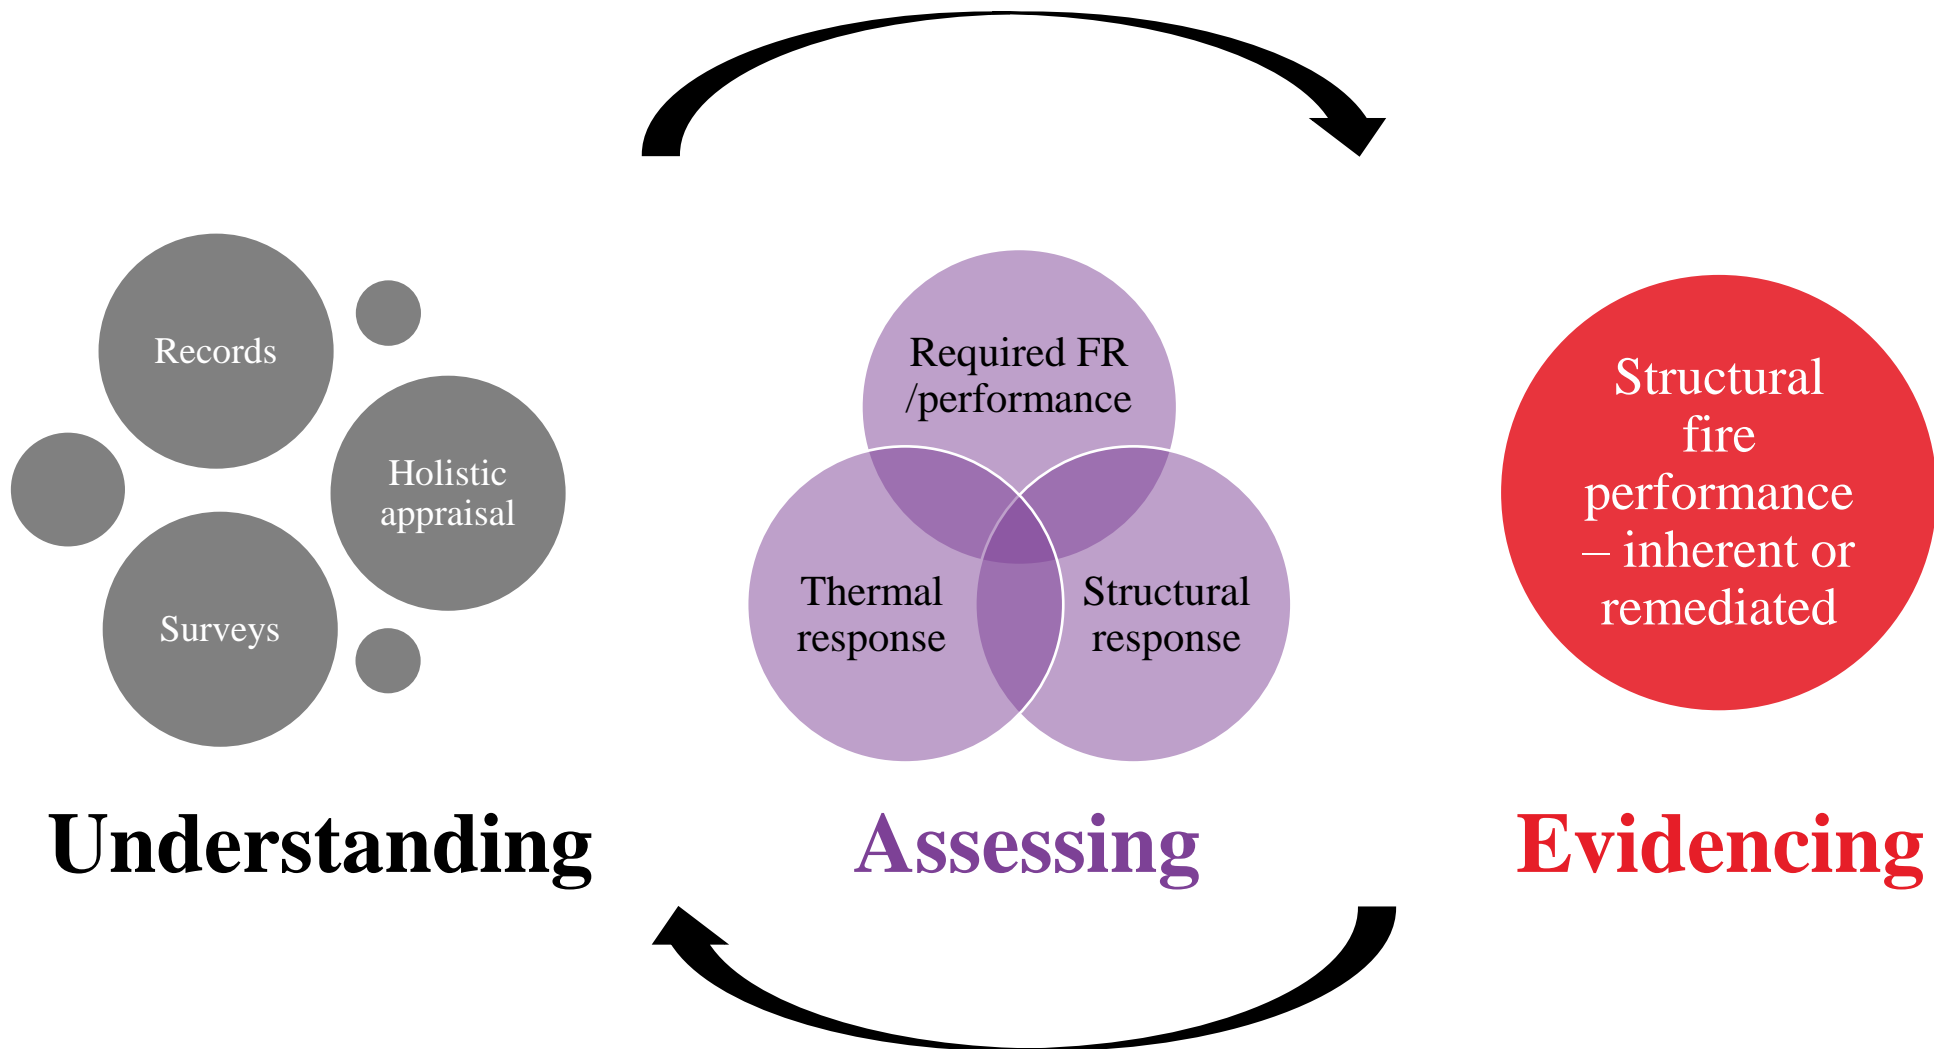 Records
Holistic
appraisal
Surveys
Understanding
Required FR
/performance
Thermal
response
Structural
response
Assessing
Structural
fire
performance
– inherent or
remediated
Evidencing